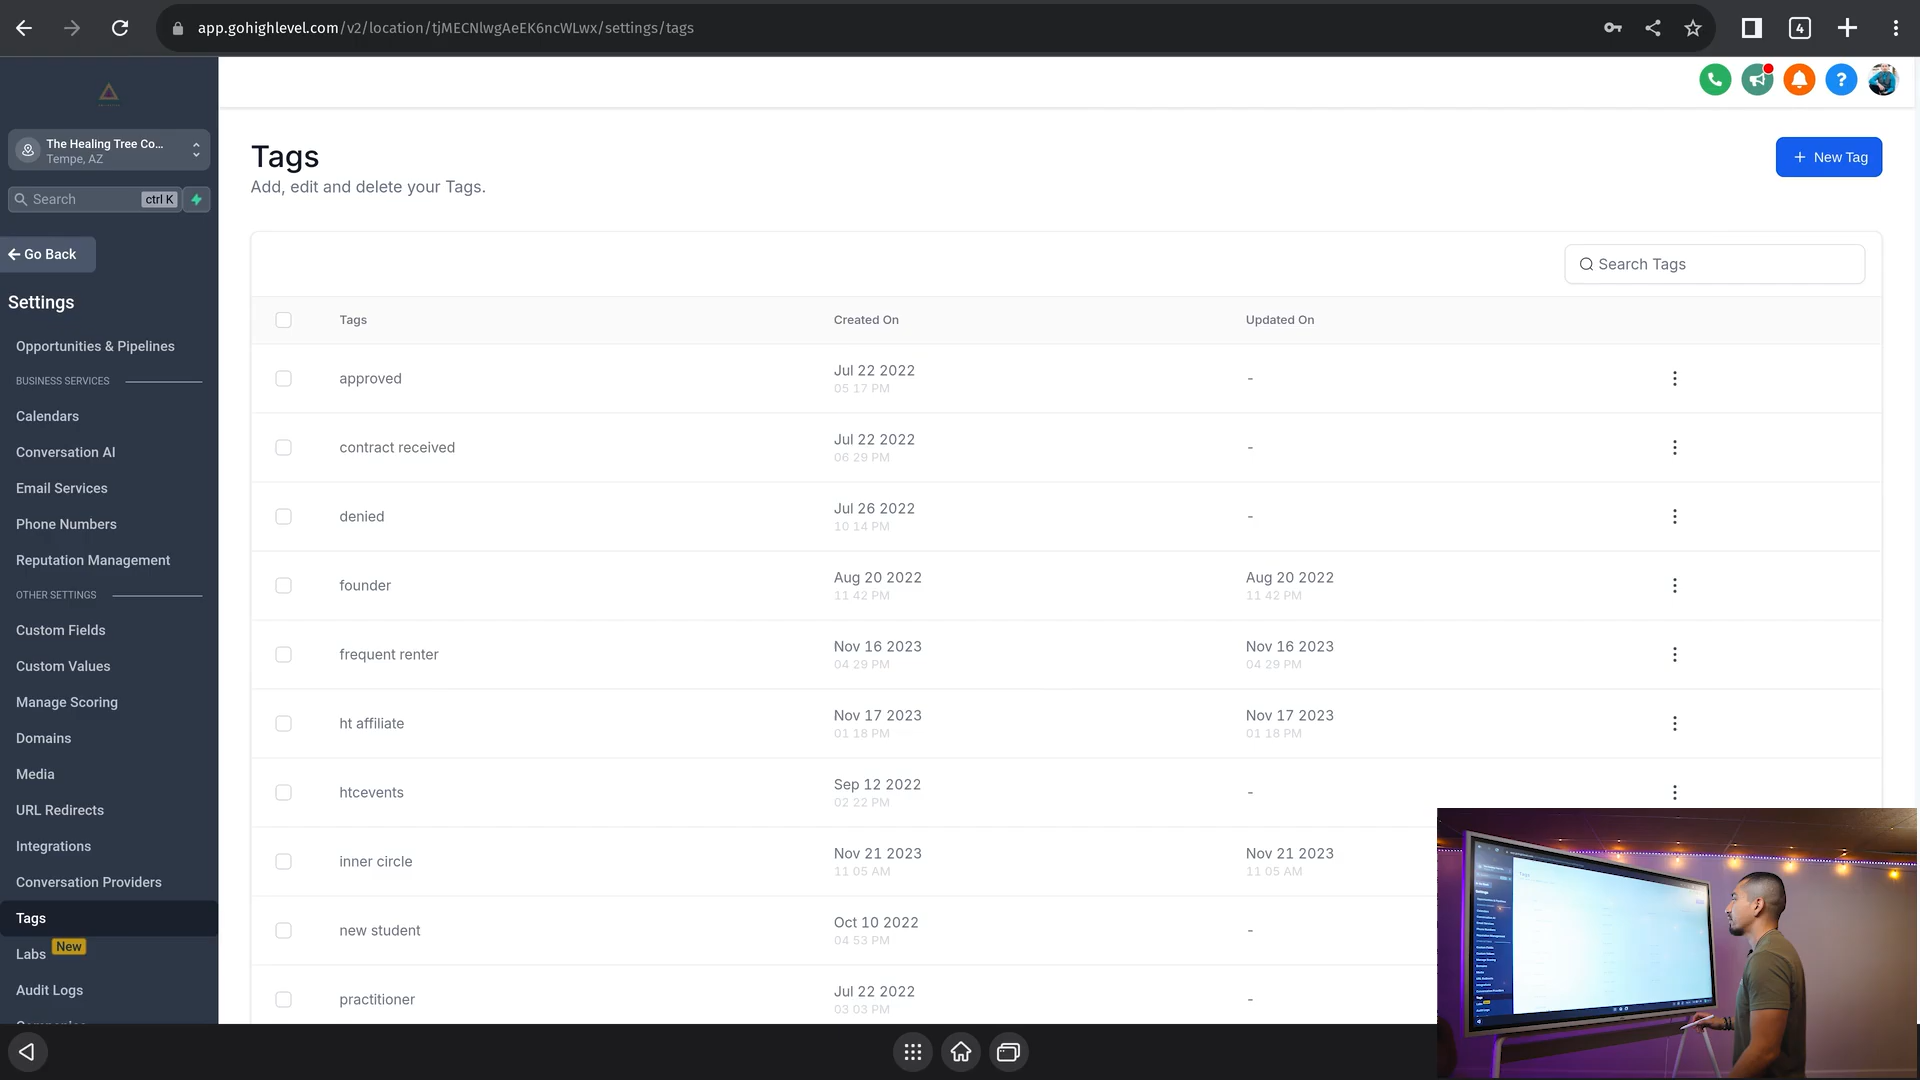 app.gohighlevel.com/v2/location/tjMECNlwgAeEK6ncWLwx/settings/tags
4
The Healing Tree Co...
Tempe, AZ
Search
ctrl K
Go Back
Settings
Opportunities & Pipelines
BUSINESS SERVICES
Calendars
Conversation AI
Email Services
Phone Numbers
Reputation Management
OTHER SETTINGS
Custom Fields
Custom Values
Manage Scoring
Domains
Media
URL Redirects
Integrations
Conversation Providers
Tags
Labs New
Audit Logs
?
Tags
Add, edit and delete your Tags.
+ New Tag
Search Tags
Tags Created On Updated On
approved Jul 22 2022 -
05 17 PM
contract received Jul 22 2022 -
06 29 PM
denied Jul 26 2022 -
10 14 PM
founder Aug 20 2022 Aug 20 2022
11 42 PM 11 42 PM
frequent renter Nov 16 2023 Nov 16 2023
04 29 PM 04 29 PM
ht affiliate Nov 17 2023 Nov 17 2023
01 18 PM 01 18 PM
htcevents Sep 12 2022 -
02 22 PM
inner circle Nov 21 2023 Nov 21 2023
11 05 AM 11 05 AM
new student Oct 10 2022 -
04 53 PM
practitioner Jul 22 2022 -
03 03 PM